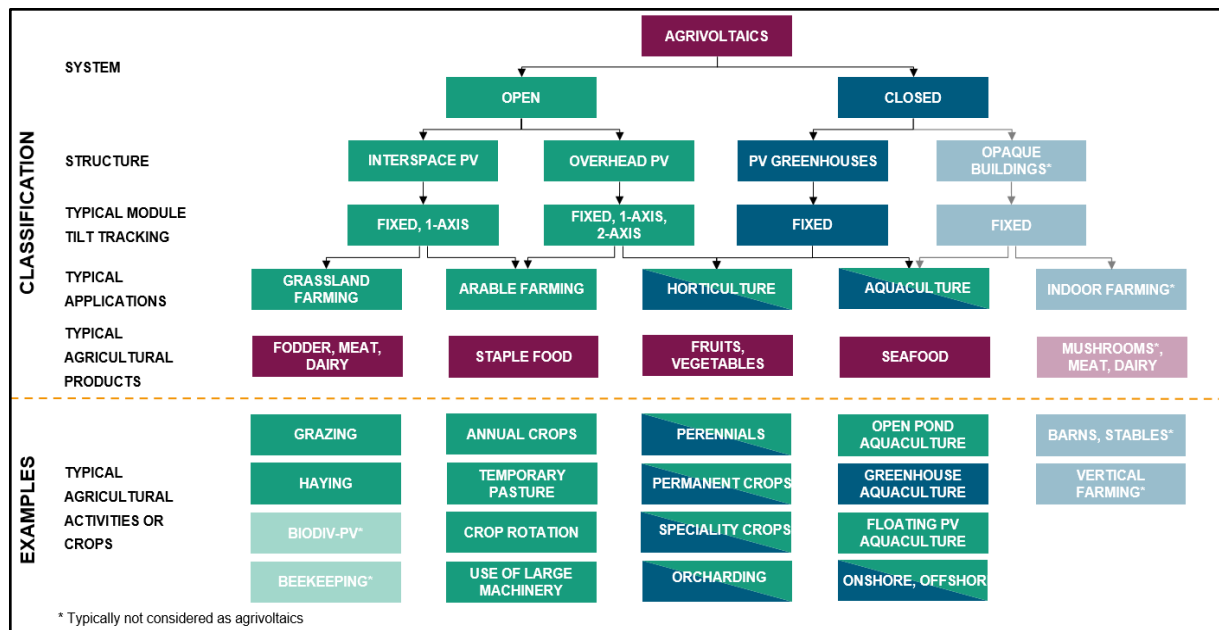 AGRIVOLTAICS
SYSTEM
OPEN
CLOSED
CLASSIFICATION
STRUCTURE
INTERSPACE PV
OVERHEAD PV
PV GREENHOUSES
OPAQUE
BUILDINGS*
TYPICAL MODULE
TILT TRACKING
FIXED, 1-AXIS
FIXED, 1-AXIS,
2-AXIS
FIXED
FIXED
TYPICAL
APPLICATIONS
GRASSLAND
FARMING
ARABLE FARMING
HORTICULTURE
AQUACULTURE
INDOOR FARMING*
TYPICAL
AGRICULTURAL
PRODUCTS
FODDER, MEAT,
DAIRY
STAPLE FOOD
FRUITS,
VEGETABLES
SEAFOOD
MUSHROOMS*,
MEAT, DAIRY
EXAMPLES
TYPICAL
AGRICULTURAL
ACTIVITIES OR
CROPS
GRAZING
ANNUAL CROPS
PERENNIALS
OPEN POND
AQUACULTURE
BARNS, STABLES*
HAYING
TEMPORARY
PASTURE
PERMANENT CROPS
GREENHOUSE
AQUACULTURE
VERTICAL
FARMING*
BIODIV-PV*
CROP ROTATION
SPECIALITY CROPS
FLOATING PV
AQUACULTURE
BEEKEEPING*
USE OF LARGE
MACHINERY
ORCHARDING
ONSHORE, OFFSHOR
* Typically not considered as agrivoltaics